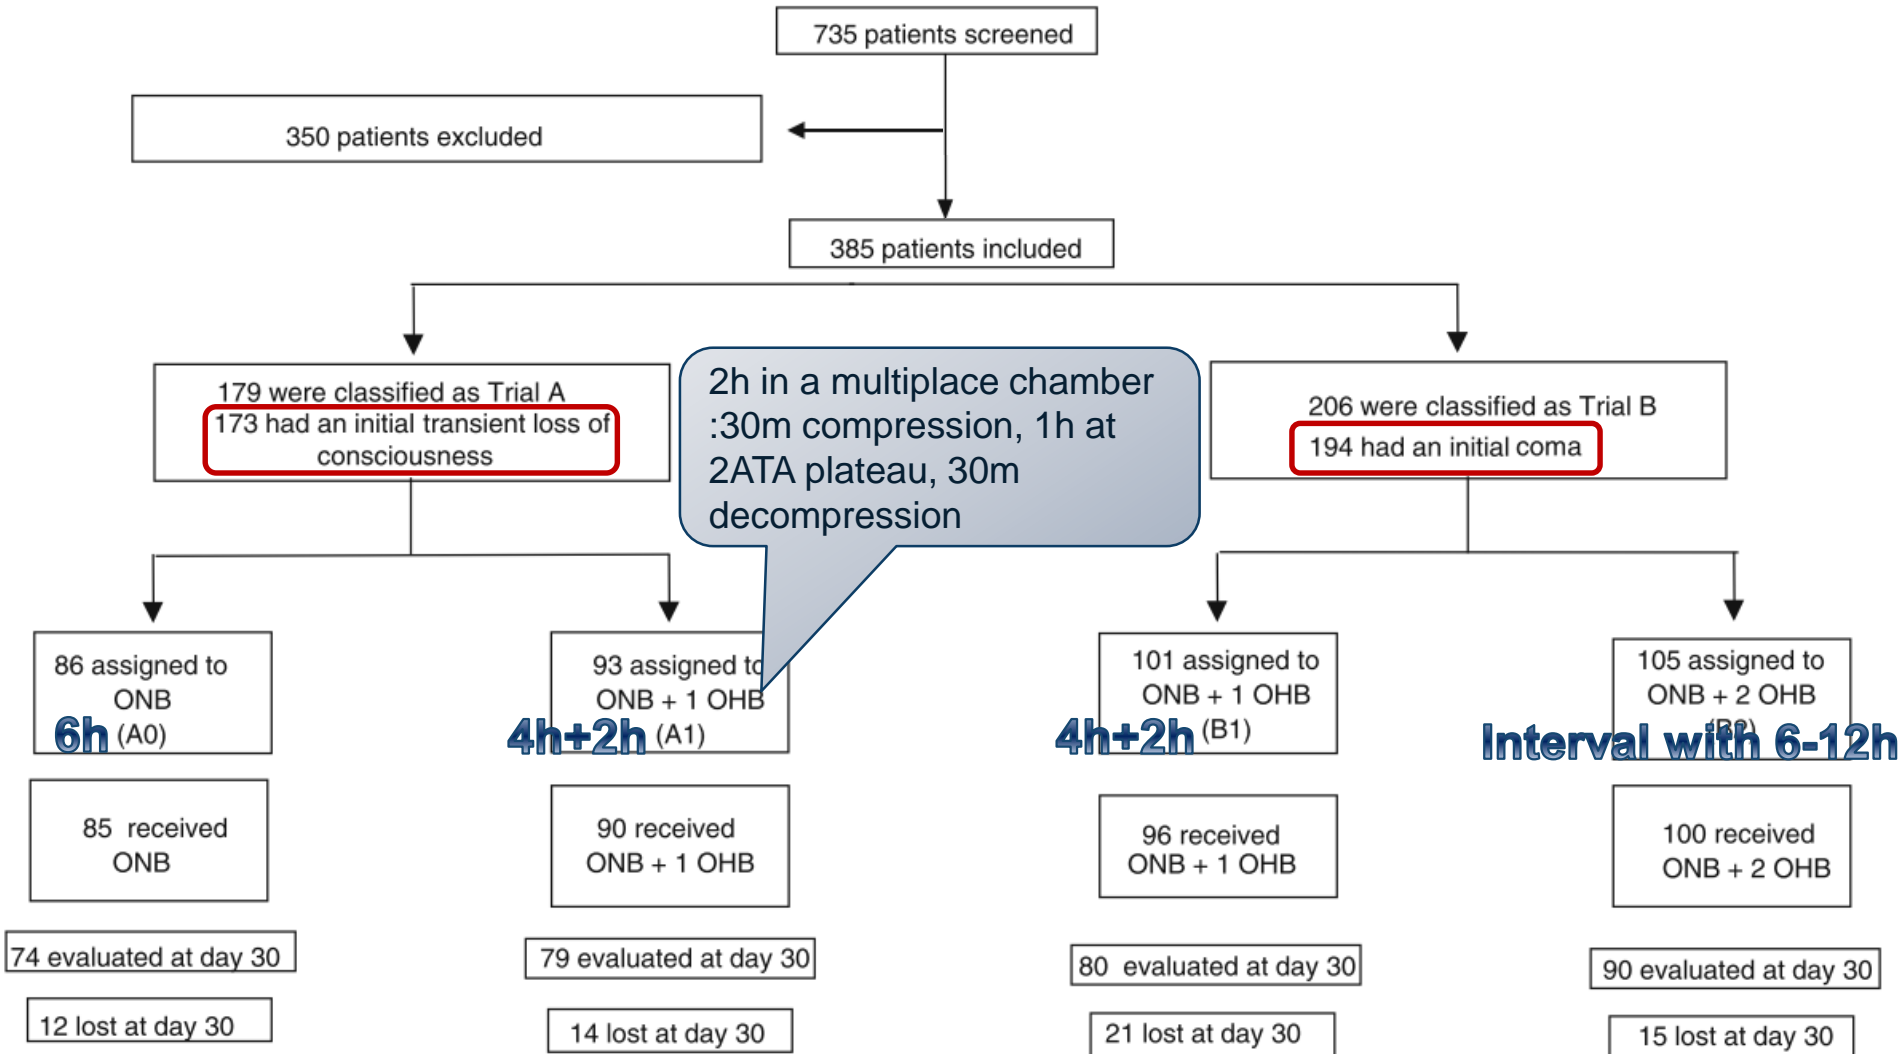 735 patients screened
350 patients excluded
385 patients included
179 were classified as Trial A
173 had an initial transient loss of
consciousness
2h in a multiplace chamber
:30m compression, 1h at
2ATA plateau, 30m
decompression
206 were classified as Trial B
194 had an initial coma
86 assigned to
ONB
6h (A0)
93 assigned to
ONB + 1 OHB
4h+2h (A1)
101 assigned to
ONB + 1 OHB
4h+2h (B1)
105 assigned to
ONB + 2 OHB
Interval with 6-12h
85 received
ONB
90 received
ONB + 1 OHB
96 received
ONB + 1 OHB
100 received
ONB + 2 OHB
74 evaluated at day 30
79 evaluated at day 30
80 evaluated at day 30
90 evaluated at day 30
12 lost at day 30
14 lost at day 30
21 lost at day 30
15 lost at day 30